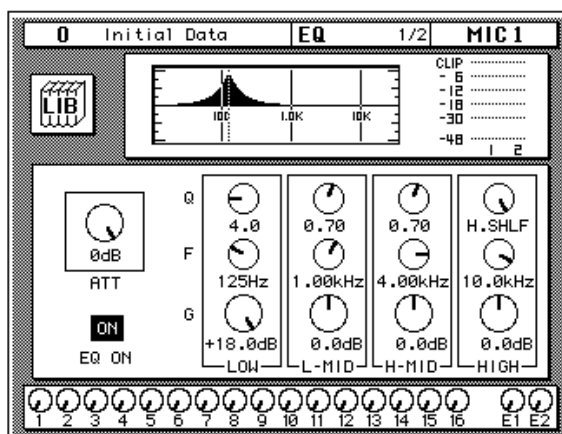 0 Initial Data EQ 1/2 MIC 1
LIB
100 1.0K 10K
CLIP
- 6
-12
-18
-30
-48
1 2
Q 4.0 0.70 0.70 H.SHLF
0dB
ATT
F 125Hz 1.00kHz 4.00kHz 10.0kHz
ON
EQ ON
G +18.0dB 0.0dB 0.0dB 0.0dB
LOW L-MID H-MID HIGH
1 2 3 4 5 6 7 8 9 10 11 12 13 14 15 16 E1 E2